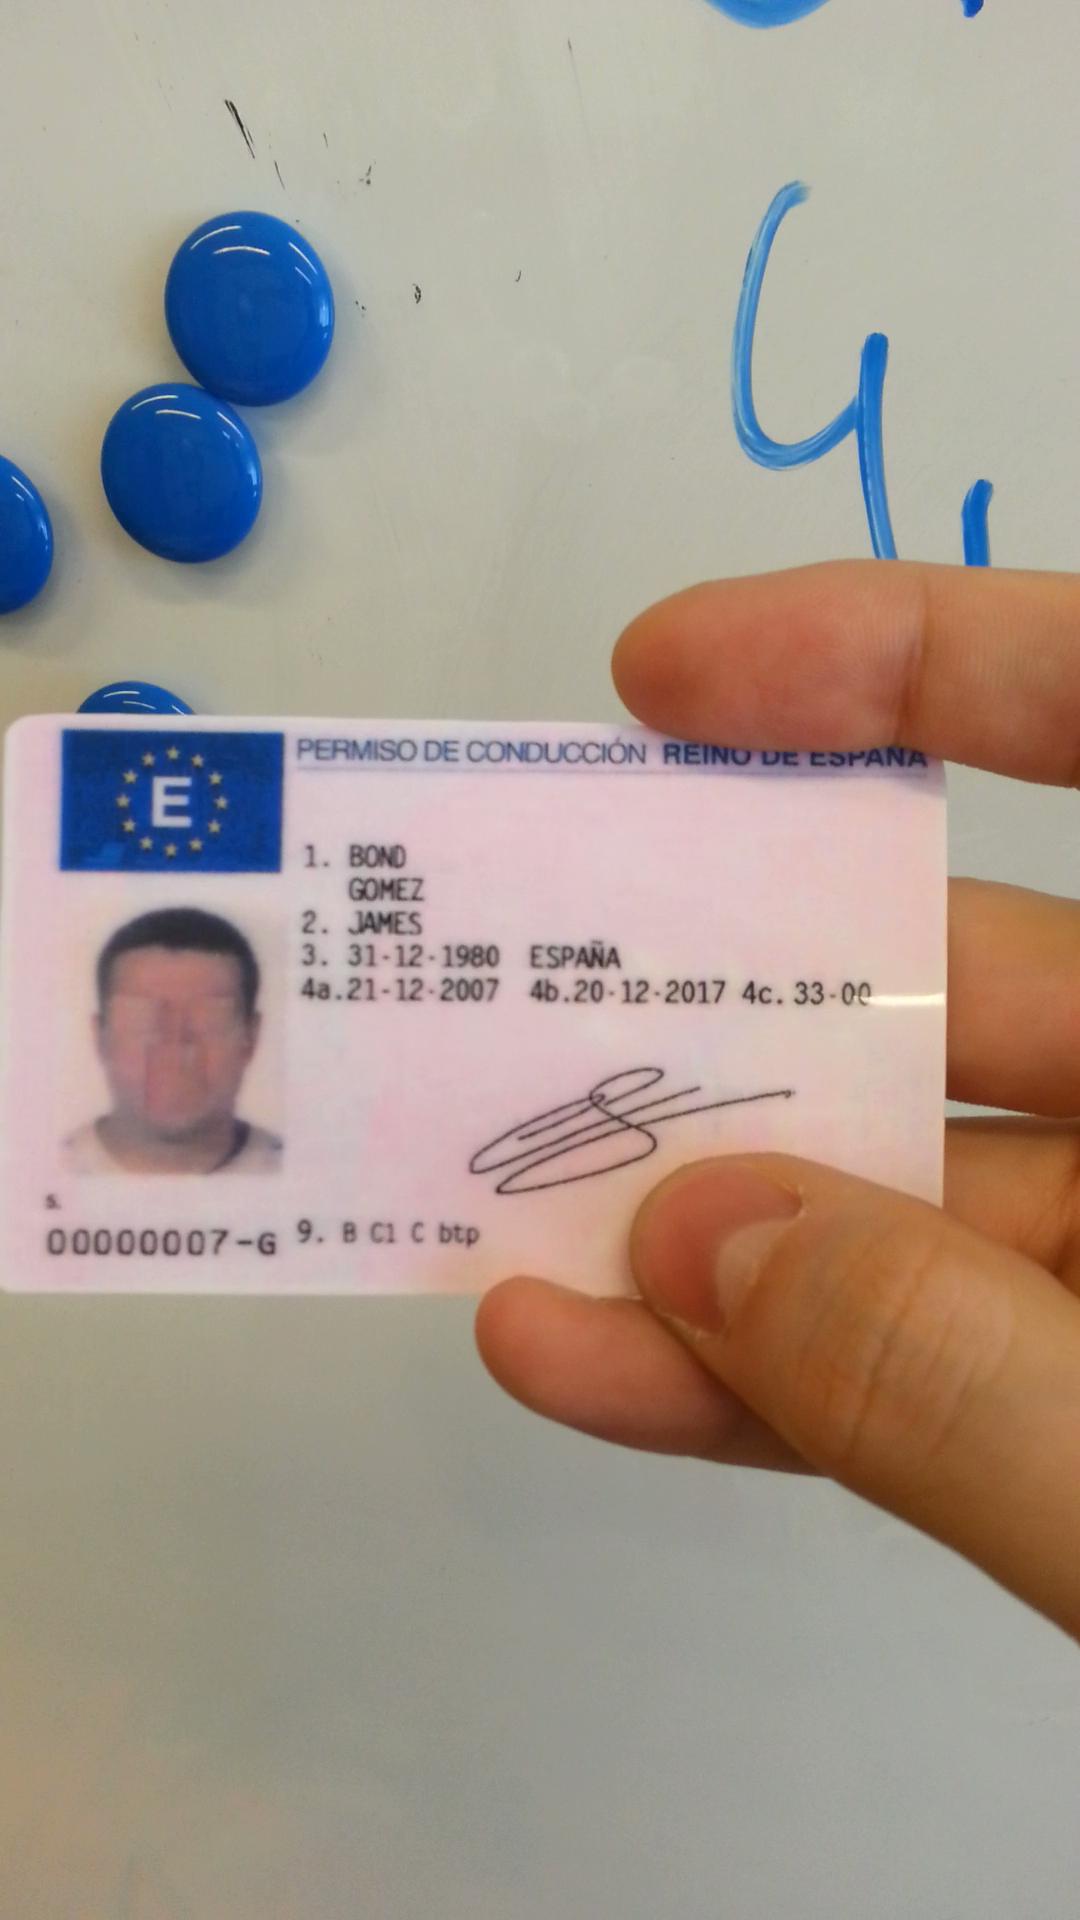 4
E
PERMISO DE CONDUCCIÓN REINO DE ESPAÑA
1. BOND
GOMEZ
2. JAMES
3. 31-12-1980 ESPAÑA
4a.21-12-2007 4b.20-12-2017 4c. 33-00
5.
00000007-G
9. B C1 C btp